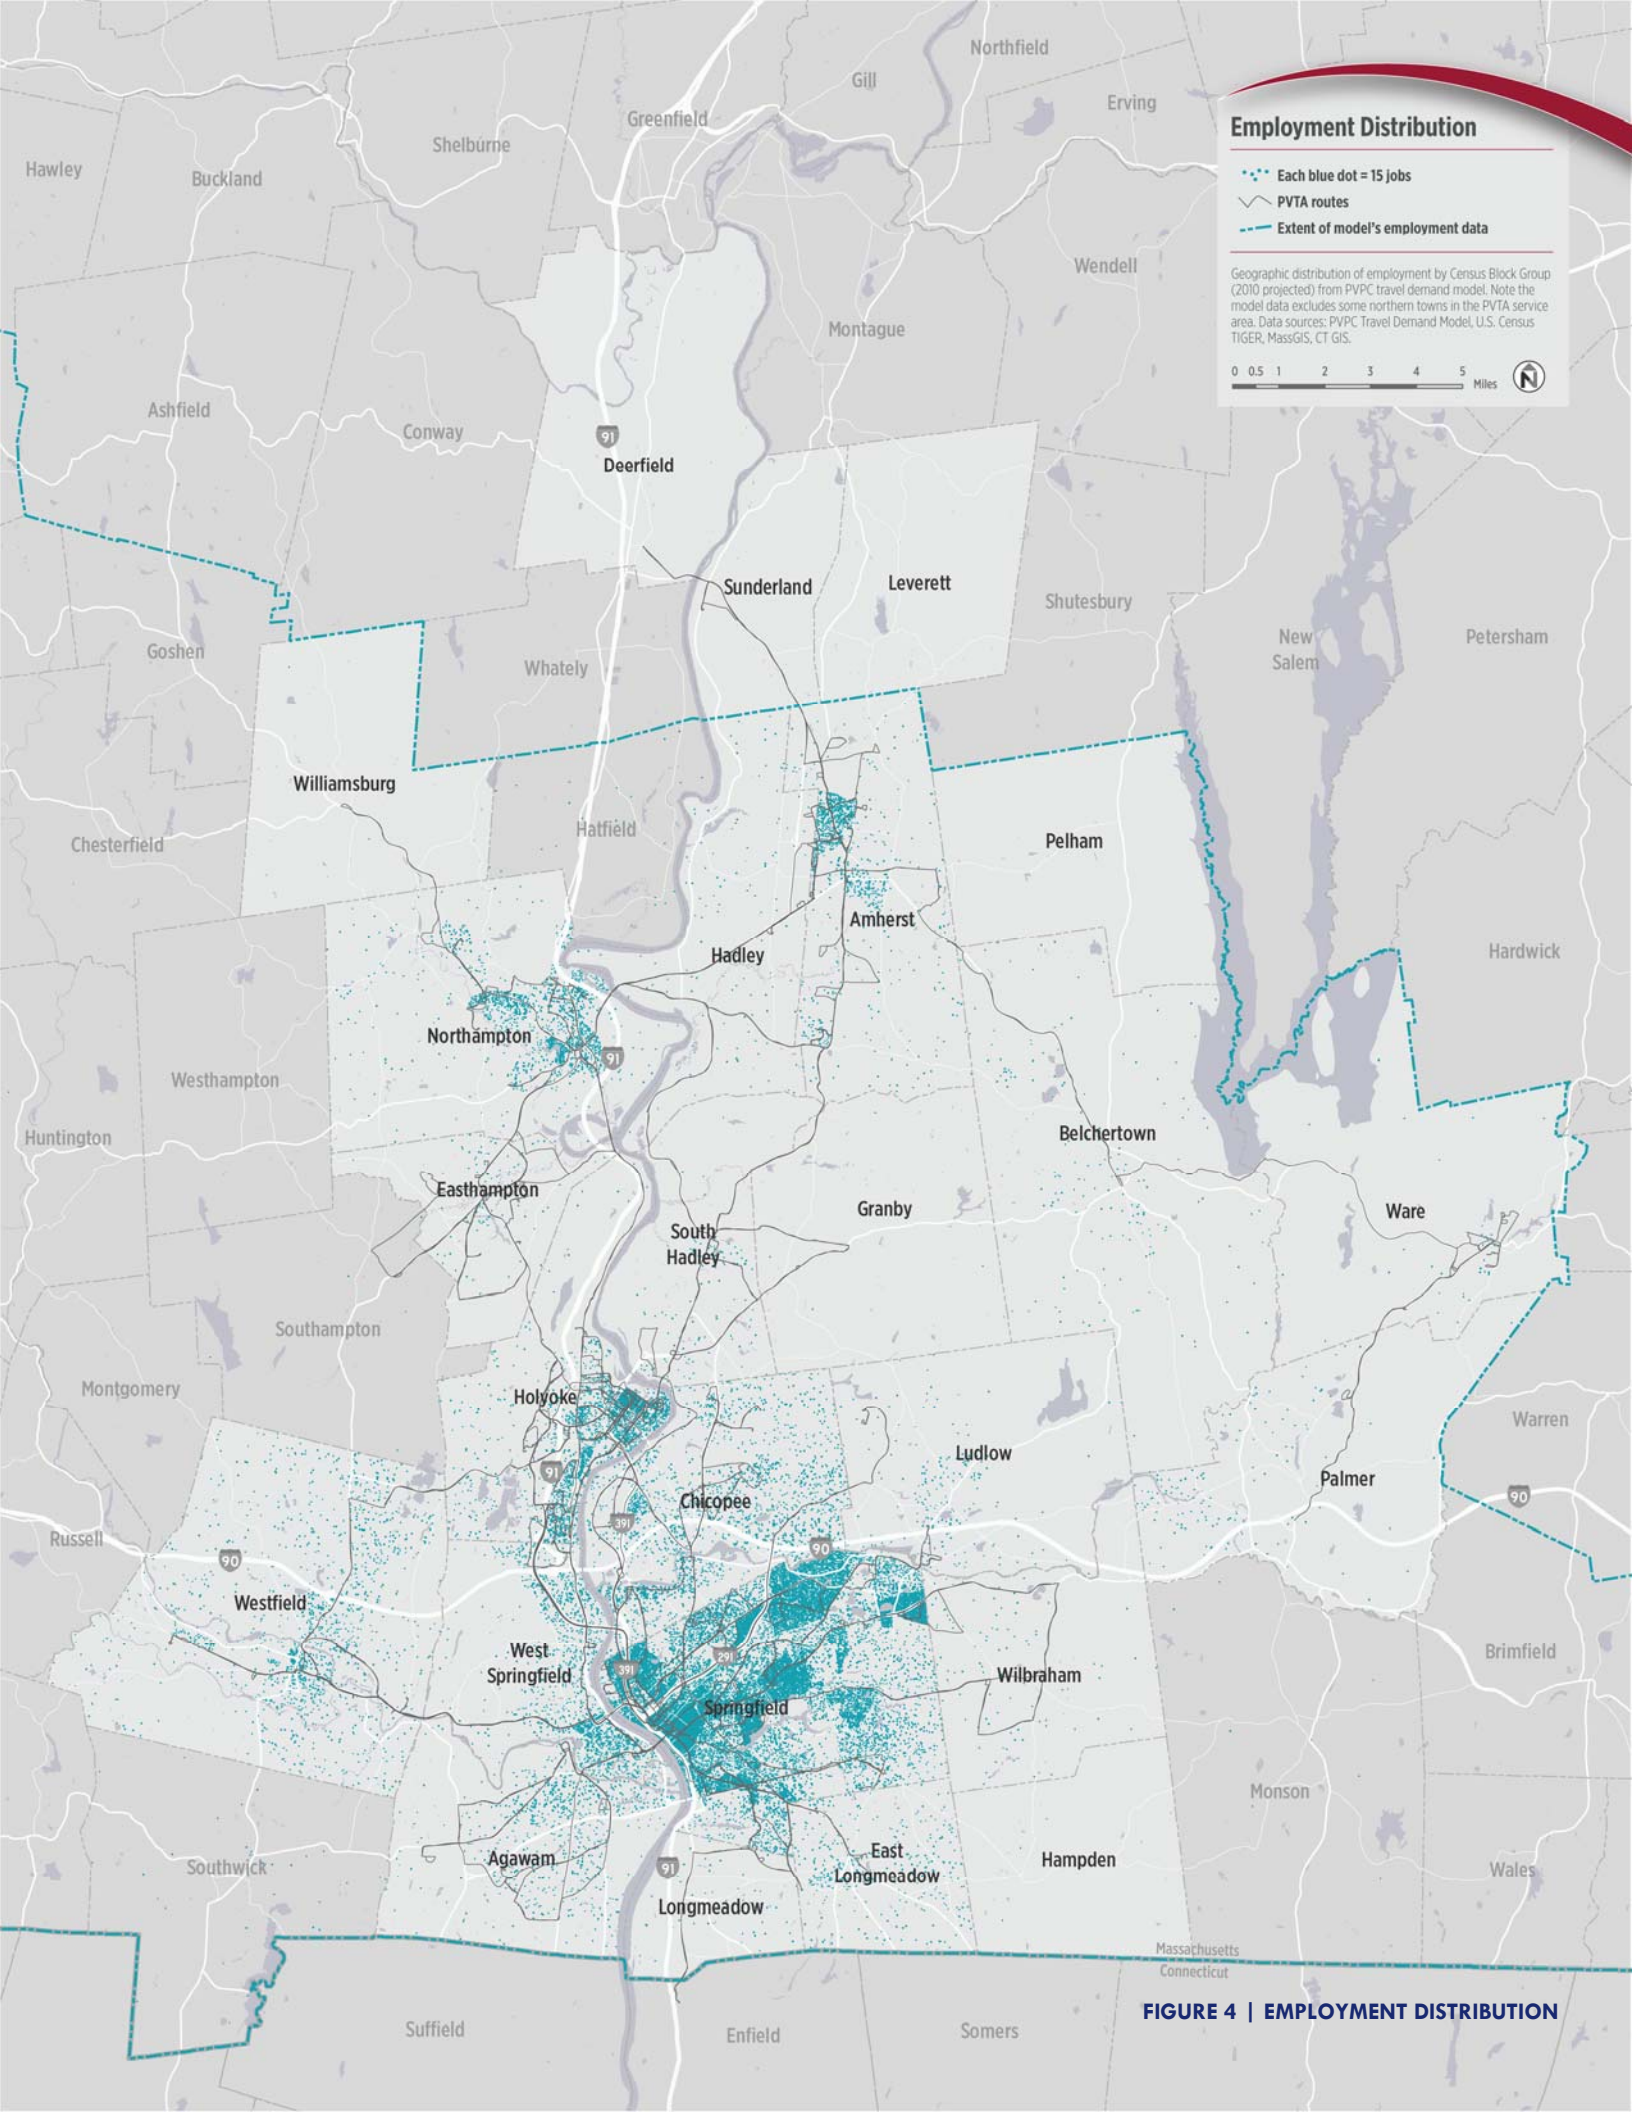 Northfield
Gill
Erving
Greenfield
Shelburne
Hawley
Buckland
Employment Distribution
Each blue dot = 15 jobs
PVTA routes
Extent of model's employment data
Geographic distribution of employment by Census Block Group
(2010 projected) from PVPC travel demand model. Note the
model data excludes some northern towns in the PVTA service
area. Data sources: PVPC Travel Demand Model, U.S. Census
TIGER, MassGIS, CT GIS.
0 0.5 1 2 3 4 5
Miles
N
Wendell
Montague
Ashfield
Conway
91
Deerfield
Sunderland
Leverett
Shutesbury
New
Salem
Petersham
Goshen
Whately
Williamsburg
Hatfield
Chesterfield
Pelham
Amherst
Hadley
Hardwick
Northampton
91
Westhampton
Huntington
Belchertown
Easthampton
Granby
Ware
South
Hadley
Southampton
Montgomery
Holyoke
Warren
Ludlow
Palmer
91
Chicopee
90
391
Russell
90
90
Westfield
West
Springfield
391
291
Springfield
Wilbraham
Brimfield
Monson
Agawam
East
Longmeadow
Hampden
Southwick
91
Wales
Longmeadow
Massachusetts
Connecticut
FIGURE 4 | EMPLOYMENT DISTRIBUTION
Suffield
Enfield
Somers